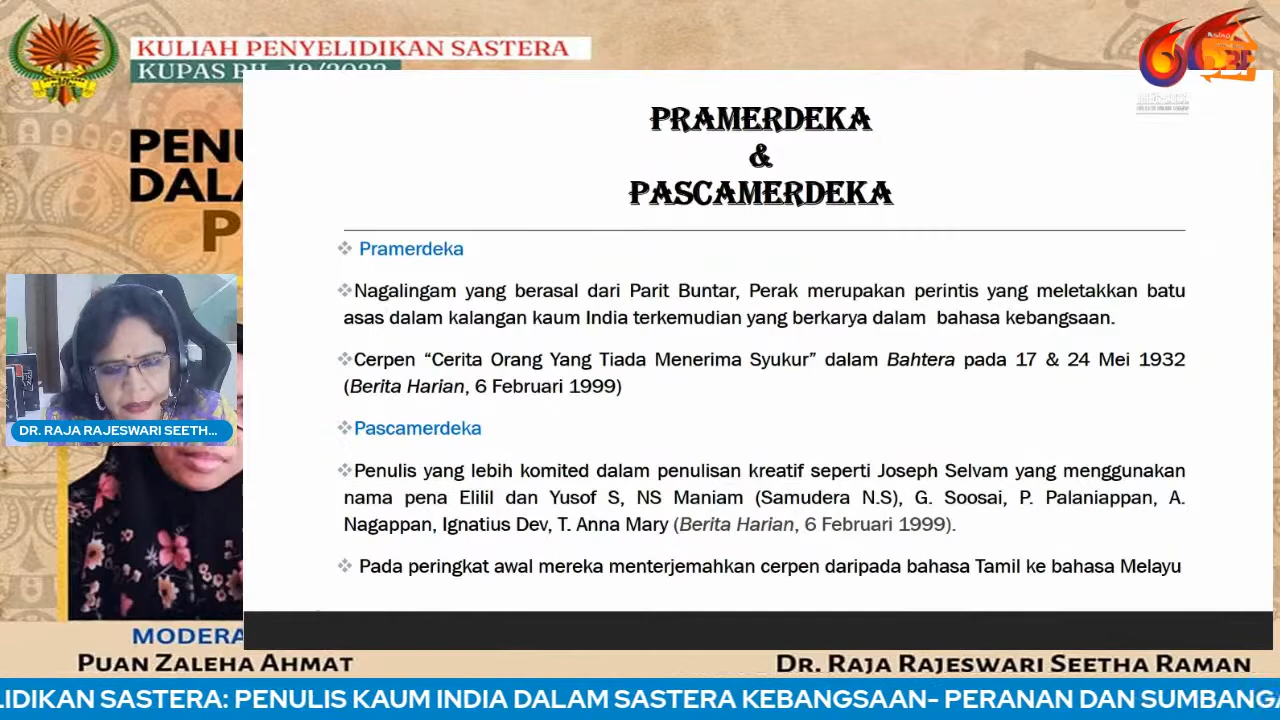 KULIAH PENYELIDIKAN SASTERA
KUPAS BIL. 19/2022
PRAMERDEKA
&
PASCAMERDEKA
❖ Pramerdeka
❖Nagalingam yang berasal dari Parit Buntar, Perak merupakan perintis yang meletakkan batu
asas dalam kalangan kaum India terkemudian yang berkarya dalam bahasa kebangsaan.
❖Cerpen “Cerita Orang Yang Tiada Menerima Syukur” dalam Bahtera pada 17 & 24 Mei 1932
(Berita Harian, 6 Februari 1999)
❖Pascamerdeka
❖Penulis yang lebih komited dalam penulisan kreatif seperti Joseph Selvam yang menggunakan
nama pena Elilil dan Yusof S, NS Maniam (Samudera N.S), G. Soosai, P. Palaniappan, A.
Nagappan, Ignatius Dev, T. Anna Mary (Berita Harian, 6 Februari 1999).
❖ Pada peringkat awal mereka menterjemahkan cerpen daripada bahasa Tamil ke bahasa Melayu
DR. RAJA RAJESWARI SEETH...
MODERA
PUAN ZALEHA AHMAT
DR. RAJA RAJESWARI SEETHA RAMAN
LIDIKAN SASTERA: PENULIS KAUM INDIA DALAM SASTERA KEBANGSAAN- PERANAN DAN SUMBANGA